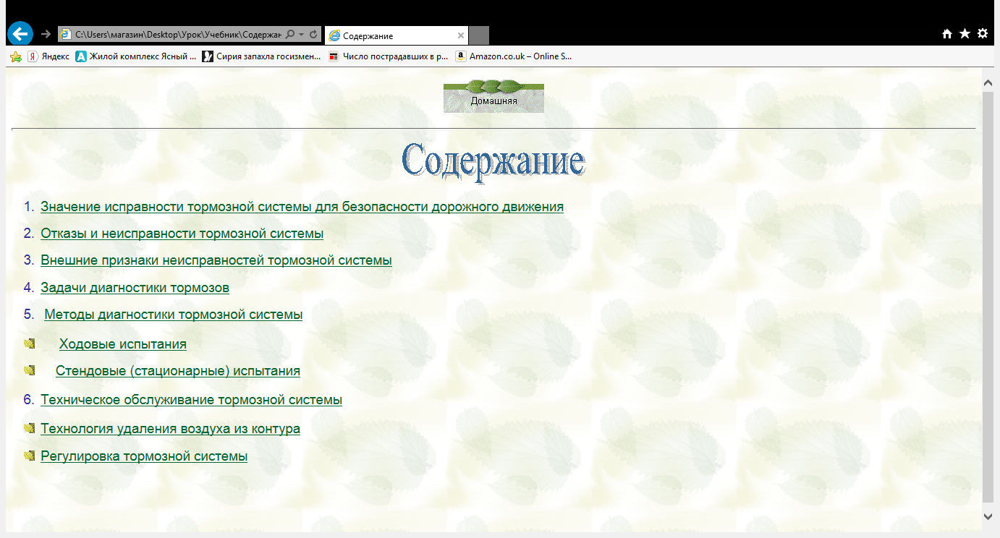 C:\Users\магазин\Desktop\Урок\Учебник\Содержан
Содержание
Яндекс
Жилой комплекс Ясный ...
Сирия запахла госизмен...
Число пострадавших в р...
Amazon.co.uk – Online S...
Домашняя
Содержание
1. Значение исправности тормозной системы для безопасности дорожного движения
2. Отказы и неисправности тормозной системы
3. Внешние признаки неисправностей тормозной системы
4. Задачи диагностики тормозов
5. Методы диагностики тормозной системы
Ходовые испытания
Стендовые (стационарные) испытания
6. Техническое обслуживание тормозной системы
Технология удаления воздуха из контура
Регулировка тормозной системы